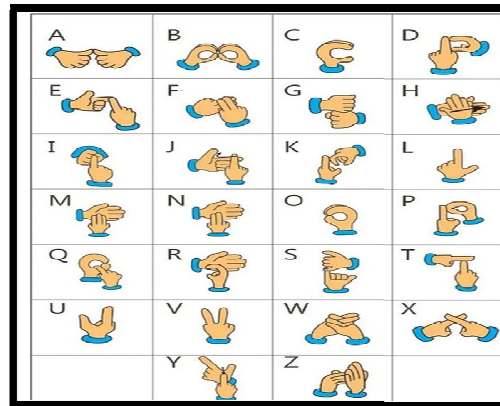 A B C D
E F G H
I J K L
M N O P
Q R S T
U V W X
Y Z